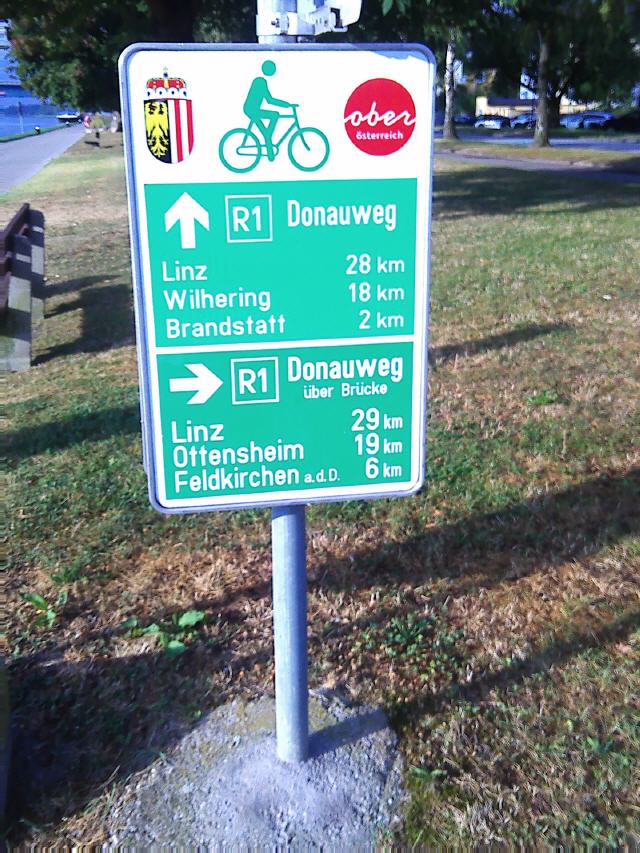 ober
österreich
R1 Donauweg
Linz 28 km
Wilhering 18 km
Brandstatt 2 km
R1 Donauweg
über Brücke
Linz 29 km
Ottensheim 19 km
Feldkirchen a.d.D. 6 km